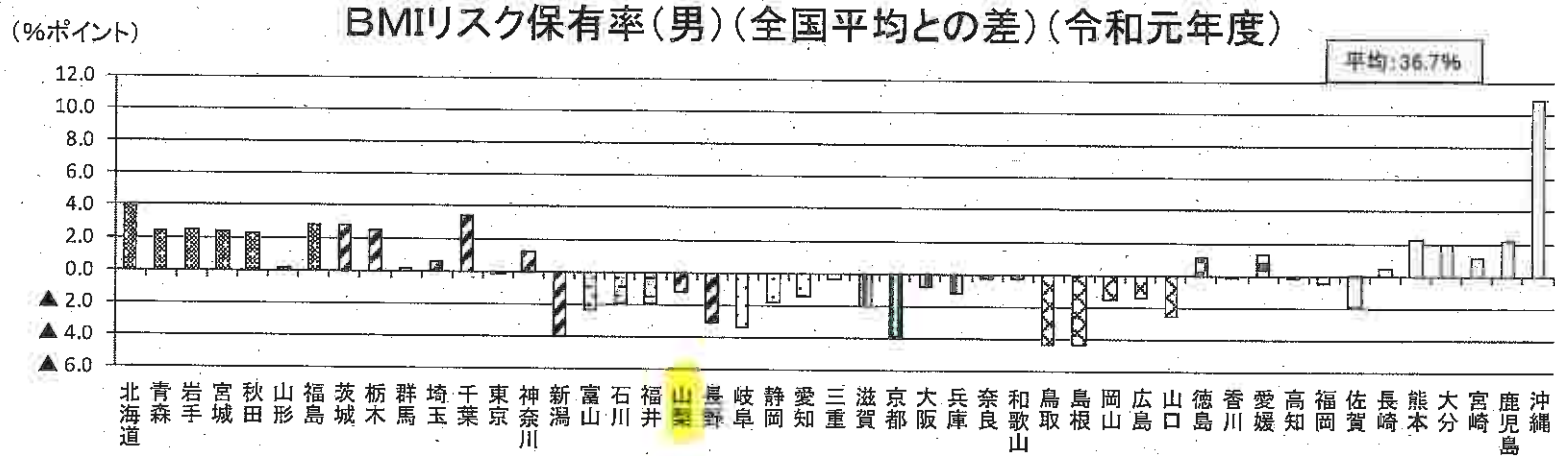 BMIリスク保有率(男)(全国平均との差)(令和元年度)
(%ポイント)
平均:36.7%
12.0
10.0
8.0
6.0
4.0
2.0
0.0
▲ 2.0
▲ 4.0
▲ 6.0
北海道
青森
岩手
宮城
秋田
山形
福島
茨城
栃木
群馬
埼玉
千葉
東京
神奈川
新潟
富山
石川
福井
山梨
長野
岐阜
静岡
愛知
三重
滋賀
京都
大阪
兵庫
奈良
和歌山
鳥取
島根
岡山
広島
山口
徳島
香川
愛媛
高知
福岡
佐賀
長崎
熊本
大分
宮崎
鹿児島
沖縄